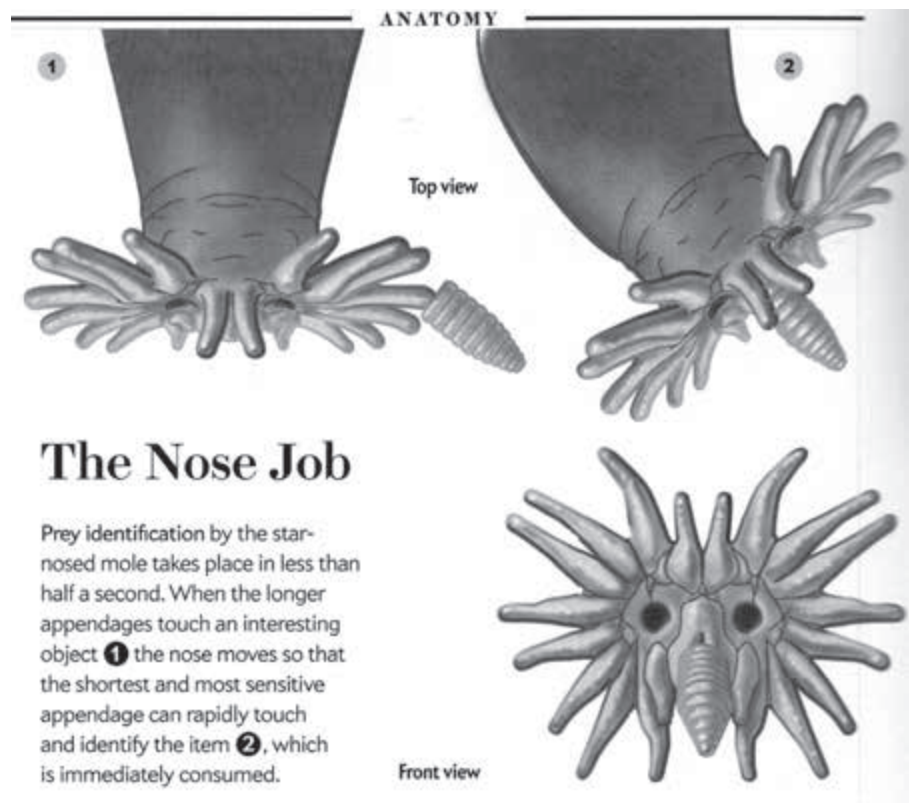 ANATOMY
1
2
Top view
The Nose Job
Prey identification by the star-
nosed mole takes place in less than
half a second. When the longer
appendages touch an interesting
object 1 the nose moves so that
the shortest and most sensitive
appendage can rapidly touch
and identify the item 2, which
is immediately consumed.
Front view